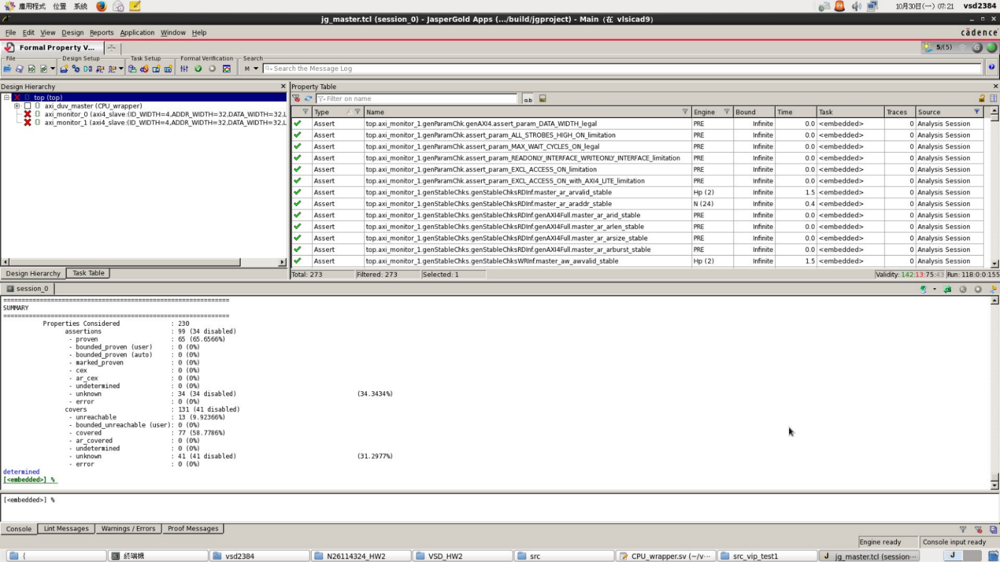 應用程式 位置 系統 10月30日(一) 07:21 vsd2384
jg_master.tcl (session_0) - JasperGold Apps (.../build/jgproject) - Main (在 vlsicad9)
File Edit View Design Reports Application Window Help cādence
Formal Property V... 5/(5)
File Design Setup Task Setup Formal Verification Search
M Search the Message Log
Design Hierarchy
top (top)
axi_duv_master (CPU_wrapper)
axi_monitor_0 (axi4_slave:(ID_WIDTH=4,ADDR_WIDTH=32,DATA_WIDTH=32,L
axi_monitor_1 (axi4_slave:(ID_WIDTH=4,ADDR_WIDTH=32,DATA_WIDTH=32,L
Design Hierarchy Task Table
Property Table
Filter on name a.b
Type Name Engine Bound Time Task Traces Source
Assert top.axi_monitor_1.genParamChk.genAXI4.assert_param_DATA_WIDTH_legal PRE Infinite 0.0 <embedded> 0 Analysis Session
Assert top.axi_monitor_1.genParamChk.assert_param_ALL_STROBES_HIGH_ON_limitation PRE Infinite 0.0 <embedded> 0 Analysis Session
Assert top.axi_monitor_1.genParamChk.assert_param_MAX_WAIT_CYCLES_ON_legal PRE Infinite 0.0 <embedded> 0 Analysis Session
Assert top.axi_monitor_1.genParamChk.assert_param_READONLY_INTERFACE_WRITEONLY_INTERFACE_limitation PRE Infinite 0.0 <embedded> 0 Analysis Session
Assert top.axi_monitor_1.genParamChk.assert_param_EXCL_ACCESS_ON_limitation PRE Infinite 0.0 <embedded> 0 Analysis Session
Assert top.axi_monitor_1.genParamChk.assert_param_EXCL_ACCESS_ON_with_AXI4_LITE_limitation PRE Infinite 0.0 <embedded> 0 Analysis Session
Assert top.axi_monitor_1.genStableChks.genStableChksRDInf.master_ar_arvalid_stable Hp (2) Infinite 1.5 <embedded> 0 Analysis Session
Assert top.axi_monitor_1.genStableChks.genStableChksRDInf.master_ar_araddr_stable N (24) Infinite 0.4 <embedded> 0 Analysis Session
Assert top.axi_monitor_1.genStableChks.genStableChksRDInf.genAXI4Full.master_ar_arid_stable PRE Infinite 0.0 <embedded> 0 Analysis Session
Assert top.axi_monitor_1.genStableChks.genStableChksRDInf.genAXI4Full.master_ar_arlen_stable PRE Infinite 0.0 <embedded> 0 Analysis Session
Assert top.axi_monitor_1.genStableChks.genStableChksRDInf.genAXI4Full.master_ar_arsize_stable PRE Infinite 0.0 <embedded> 0 Analysis Session
Assert top.axi_monitor_1.genStableChks.genStableChksRDInf.genAXI4Full.master_ar_arburst_stable PRE Infinite 0.0 <embedded> 0 Analysis Session
Assert top.axi_monitor_1.genStableChks.genStableChksWRInf.master_aw_awvalid_stable Hp (2) Infinite 1.5 <embedded> 0 Analysis Session
Total: 273 Filtered: 273 Selected: 1 Validity: 142:13:75:43 Run: 118:0:0:155
session_0
==============================================================
SUMMARY
==============================================================
Properties Considered : 230
assertions : 99 (34 disabled)
- proven : 65 (65.6566%)
- bounded_proven (user) : 0 (0%)
- bounded_proven (auto) : 0 (0%)
- marked_proven : 0 (0%)
- cex : 0 (0%)
- ar_cex : 0 (0%)
- undetermined : 0 (0%)
- unknown : 34 (34 disabled) (34.3434%)
- error : 0 (0%)
covers : 131 (41 disabled)
- unreachable : 13 (9.92366%)
- bounded_unreachable (user): 0 (0%)
- covered : 77 (58.7786%)
- ar_covered : 0 (0%)
- undetermined : 0 (0%)
- unknown : 41 (41 disabled) (31.2977%)
- error : 0 (0%)
determined
[<embedded>] %
[<embedded>] %
Console Lint Messages Warnings / Errors Proof Messages
Engine ready Console input ready
( 終端機 vsd2384 N26114324_HW2 VSD_HW2 src CPU_wrapper.sv (~/v··· src_vip_test1 jg_master.tcl (session··· J